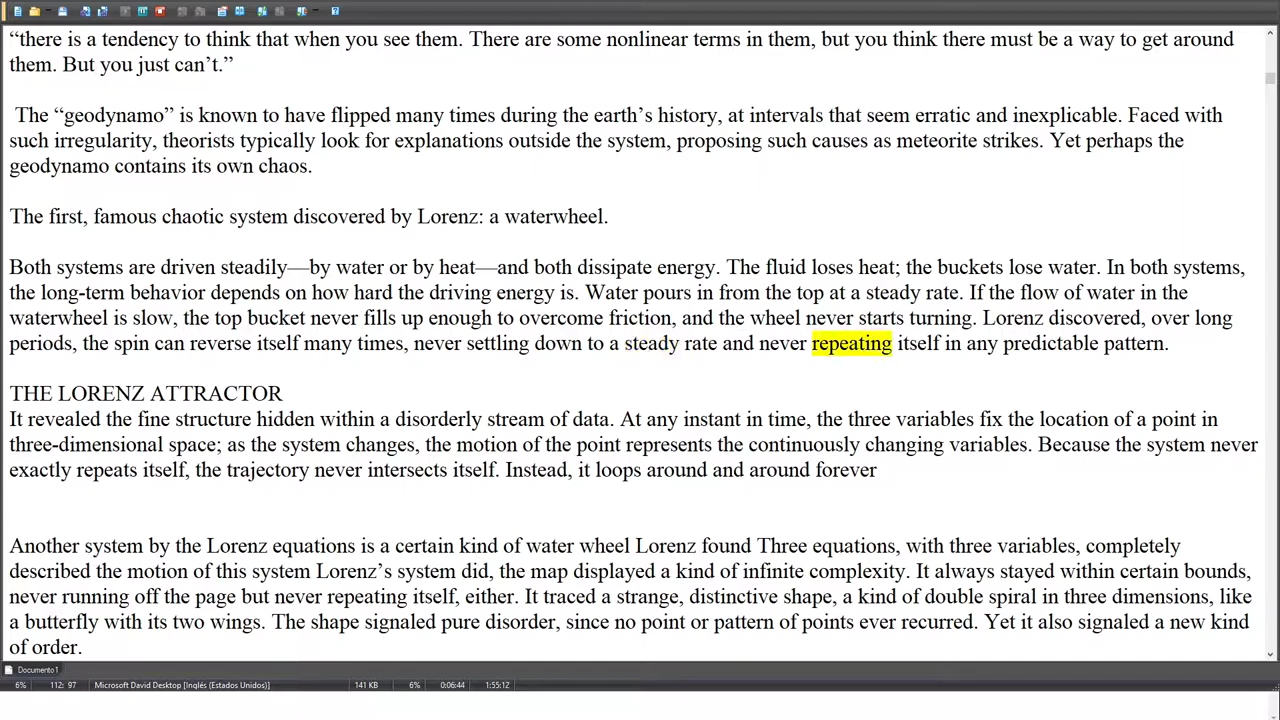 “there is a tendency to think that when you see them. There are some nonlinear terms in them, but you think there must be a way to get around
them. But you just can’t.”
The “geodynamo” is known to have flipped many times during the earth’s history, at intervals that seem erratic and inexplicable. Faced with
such irregularity, theorists typically look for explanations outside the system, proposing such causes as meteorite strikes. Yet perhaps the
geodynamo contains its own chaos.
The first, famous chaotic system discovered by Lorenz: a waterwheel.
Both systems are driven steadily—by water or by heat—and both dissipate energy. The fluid loses heat; the buckets lose water. In both systems,
the long-term behavior depends on how hard the driving energy is. Water pours in from the top at a steady rate. If the flow of water in the
waterwheel is slow, the top bucket never fills up enough to overcome friction, and the wheel never starts turning. Lorenz discovered, over long
periods, the spin can reverse itself many times, never settling down to a steady rate and never repeating itself in any predictable pattern.
THE LORENZ ATTRACTOR
It revealed the fine structure hidden within a disorderly stream of data. At any instant in time, the three variables fix the location of a point in
three-dimensional space; as the system changes, the motion of the point represents the continuously changing variables. Because the system never
exactly repeats itself, the trajectory never intersects itself. Instead, it loops around and around forever
Another system by the Lorenz equations is a certain kind of water wheel Lorenz found Three equations, with three variables, completely
described the motion of this system Lorenz’s system did, the map displayed a kind of infinite complexity. It always stayed within certain bounds,
never running off the page but never repeating itself, either. It traced a strange, distinctive shape, a kind of double spiral in three dimensions, like
a butterfly with its two wings. The shape signaled pure disorder, since no point or pattern of points ever recurred. Yet it also signaled a new kind
of order.
Documento1
6% 112: 97 Microsoft David Desktop [Inglés (Estados Unidos)] 141 KB 6% 0:06:44 1:55:12